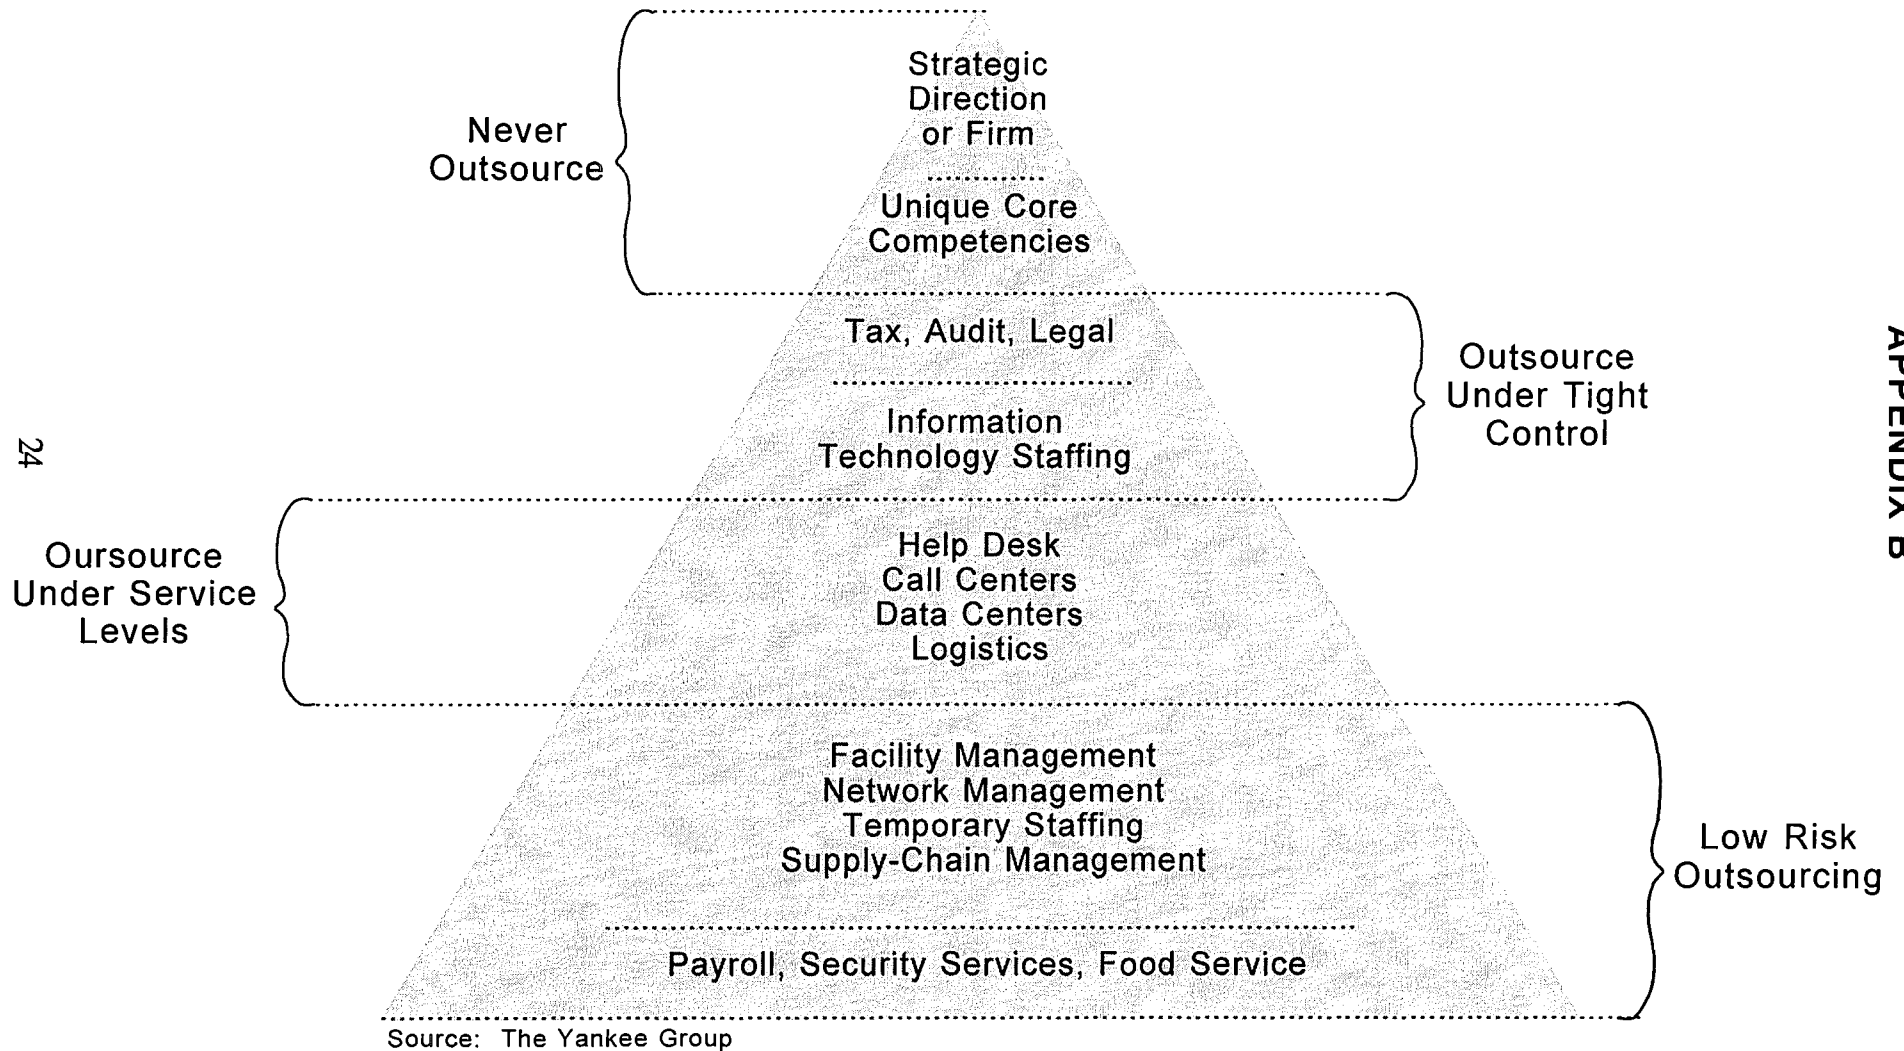 APPENDIX B
Strategic
Direction
or Firm
Never
Outsource
Unique Core
Competencies
Tax, Audit, Legal
Outsource
Under Tight
Control
Information
Technology Staffing
Oursource
Under Service
Levels
Help Desk
Call Centers
Data Centers
Logistics
Facility Management
Network Management
Temporary Staffing
Supply-Chain Management
Low Risk
Outsourcing
Payroll, Security Services, Food Service
Source: The Yankee Group
24